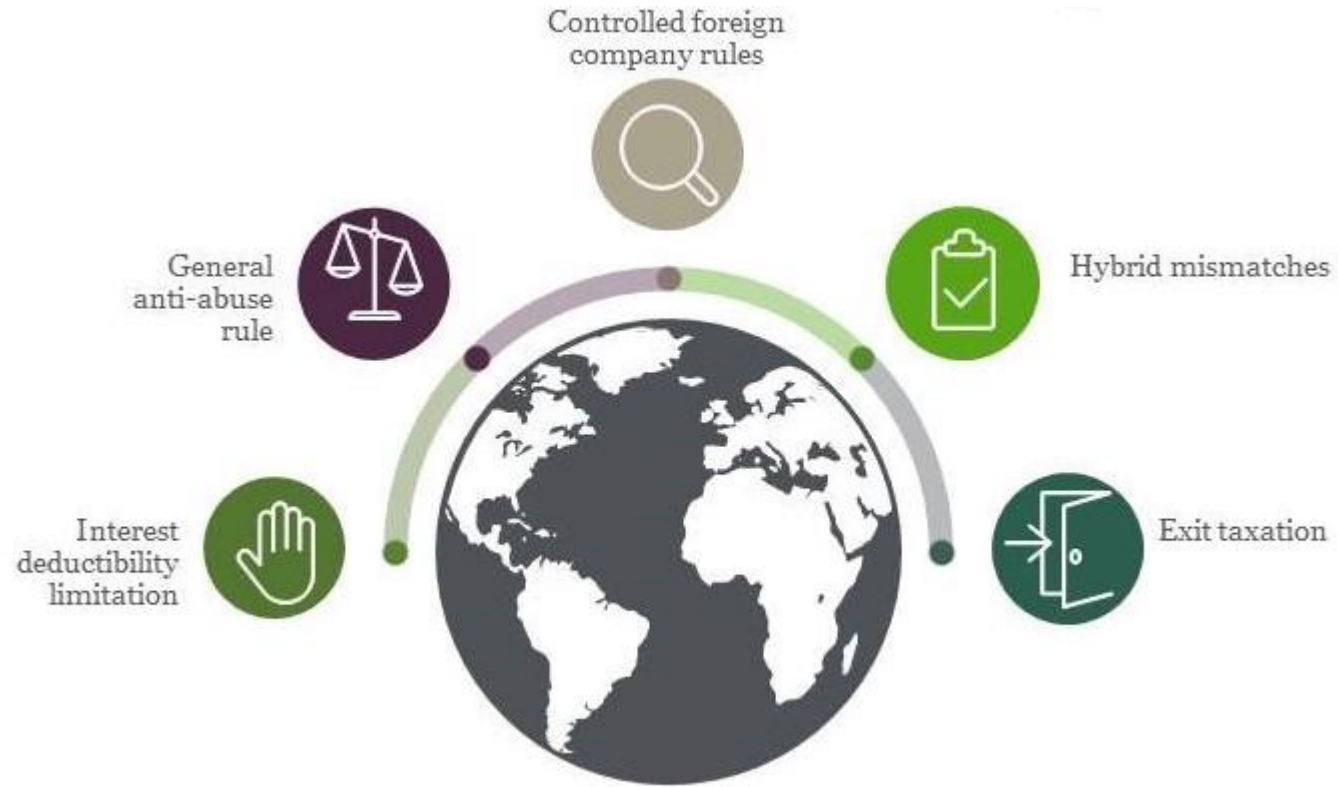 Controlled foreign
company rules
General
anti-abuse
rule
Hybrid mismatches
Interest
deductibility
limitation
Exit taxation